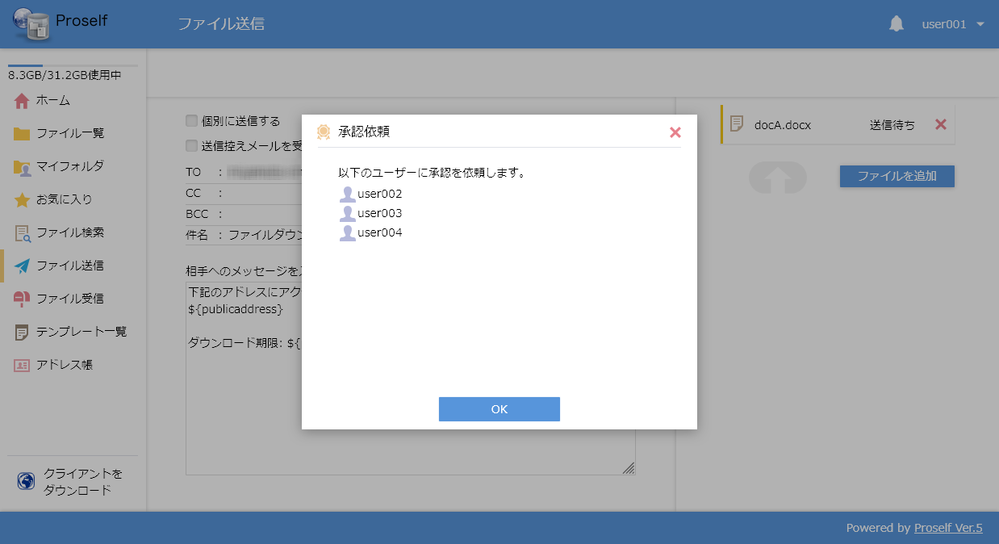 Proself
ファイル送信
user001
8.3GB/31.2GB使用中
ホーム
ファイル一覧
マイフォルダ
お気に入り
ファイル検索
ファイル送信
ファイル受信
テンプレート一覧
アドレス帳
クライアントを
ダウンロード
個別に送信する
送信控えメールを受
TO :
CC :
BCC :
件名 : ファイルダウン
相手へのメッセージを
下記のアドレスにアク
${publicaddress}
ダウンロード期限: ${
承認依頼
以下のユーザーに承認を依頼します。
user002
user003
user004
OK
docA.docx 送信待ち
ファイルを追加
Powered by Proself Ver.5